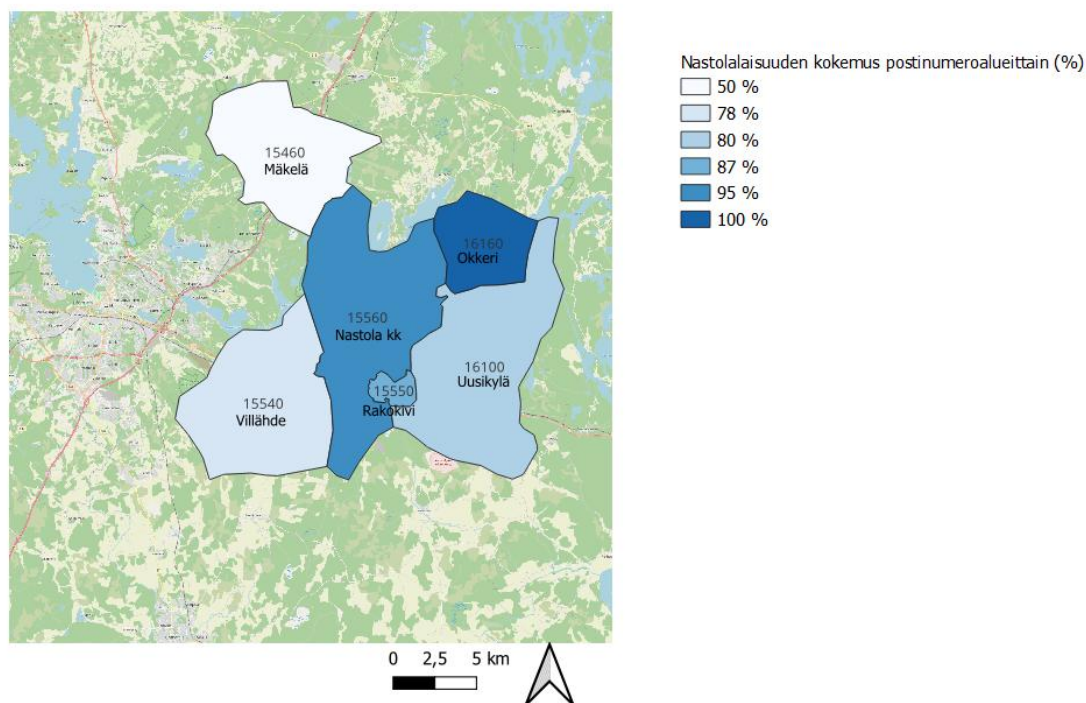 Nastolalaisuuden kokemus postinumeroalueittain (%)
50 %
78 %
80 %
87 %
95 %
100 %
15460
Mäkelä
16160
Okkeri
15560
Nastola kk
16100
Uusikylä
15550
Rakokivi
15540
Villähde
0 2,5 5 km